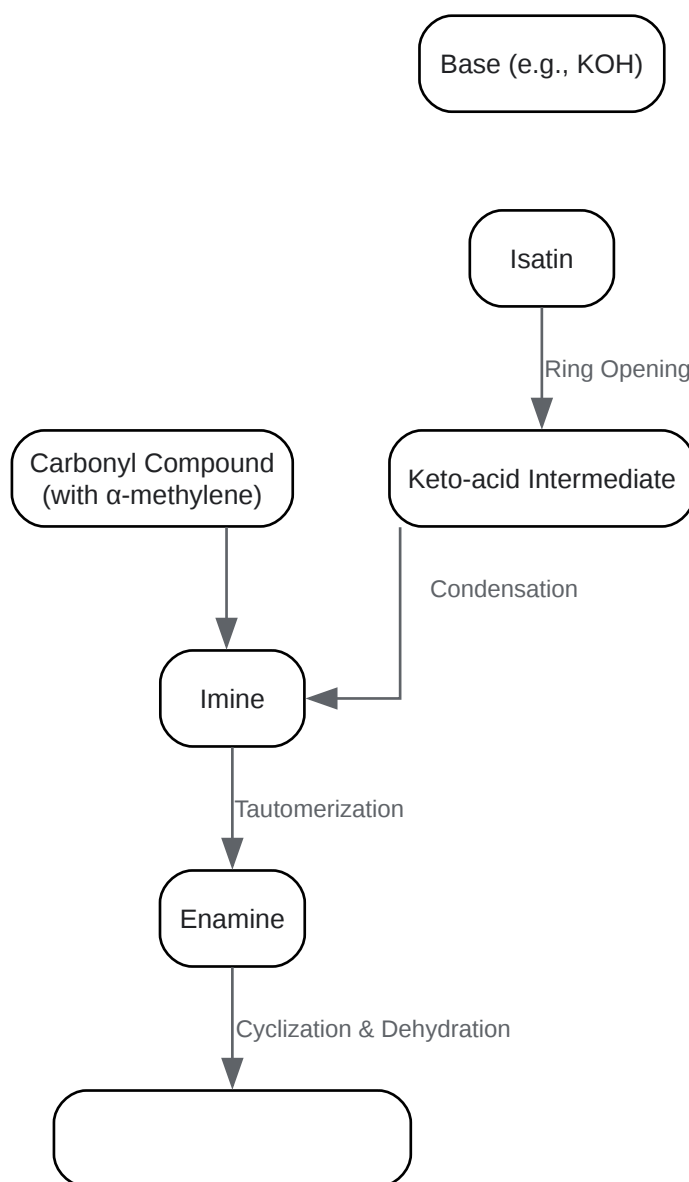 Base (e.g., KOH)
Isatin
Ring Opening
Carbonyl Compound
(with α-methylene)
Keto-acid Intermediate
Condensation
Imine
Tautomerization
Enamine
Cyclization & Dehydration